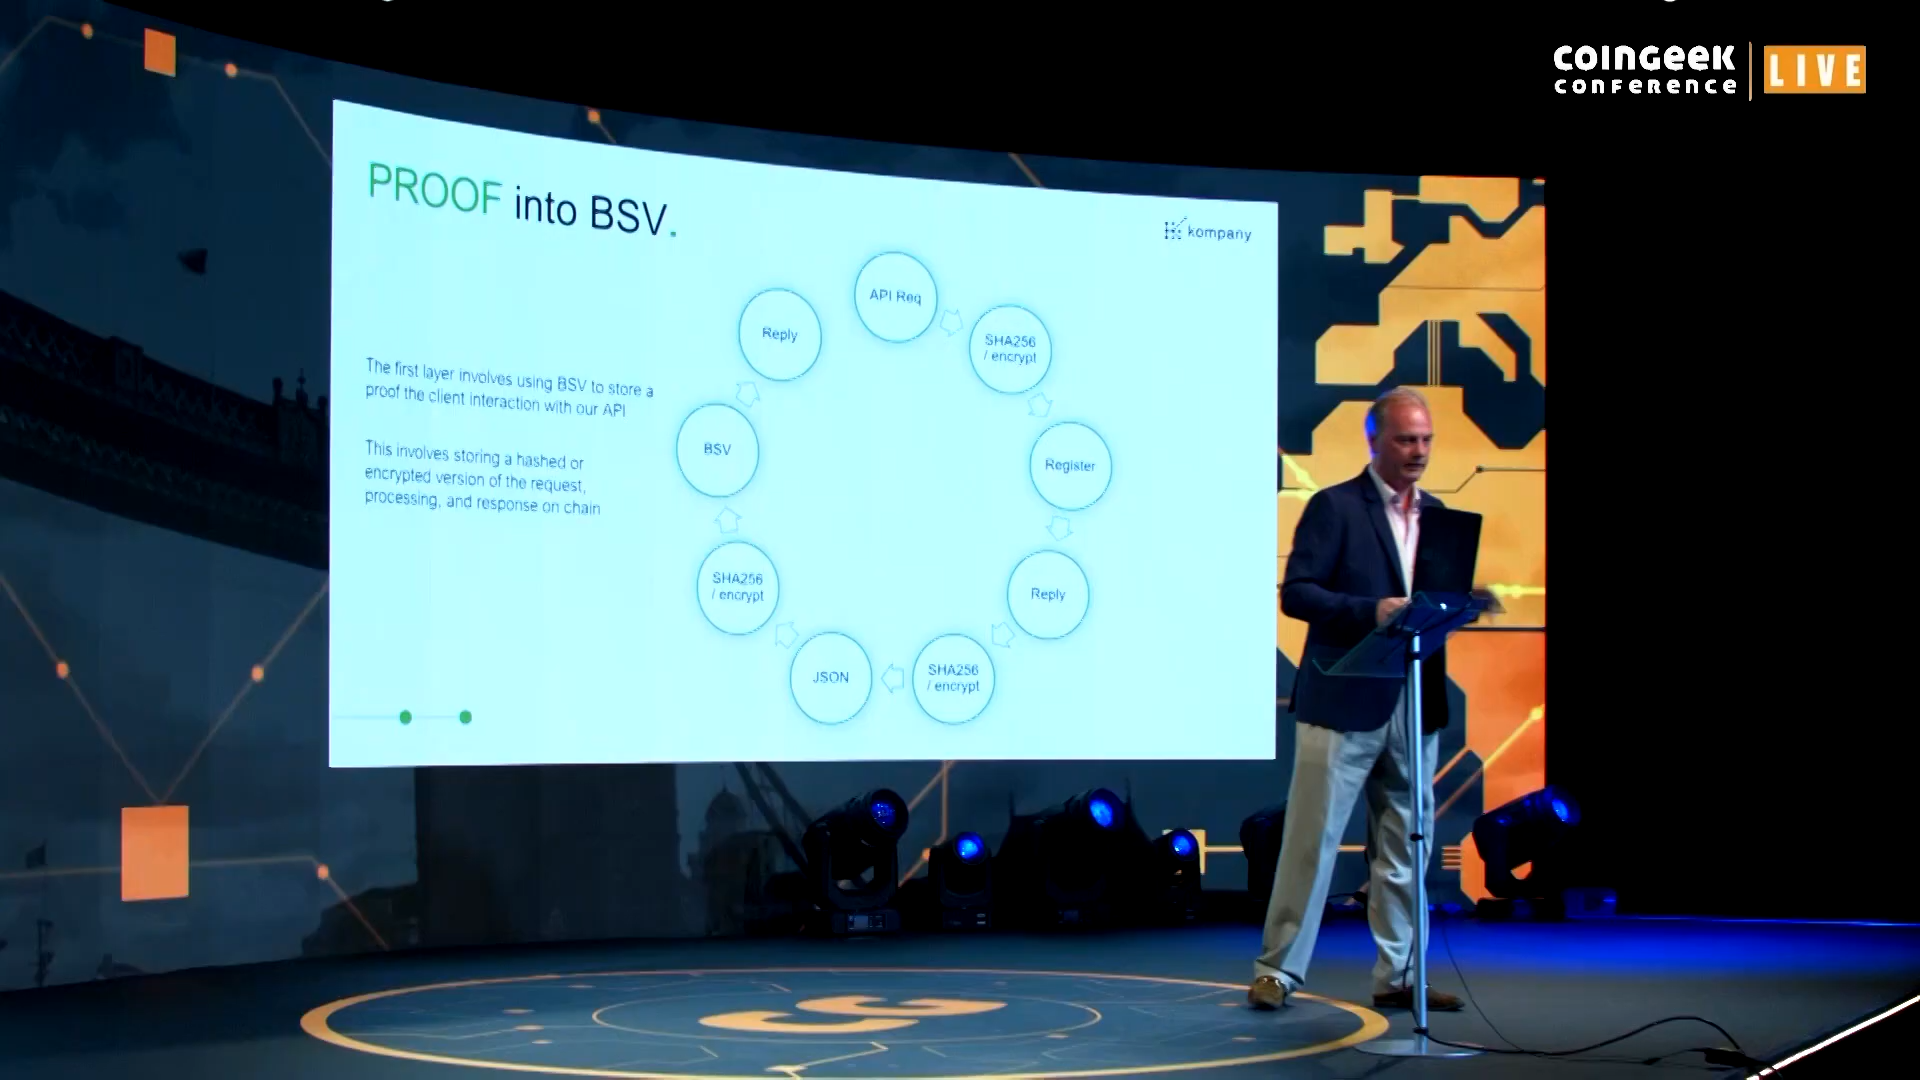 COINGEEK
CONFERENCE
LIVE
PROOF into BSV.
kompany
The first layer involves using BSV to store a
proof the client interaction with our API
This involves storing a hashed or
encrypted version of the request,
processing, and response on chain
API Req
SHA256
/ encrypt
Register
Reply
SHA256
/ encrypt
JSON
SHA256
/ encrypt
BSV
Reply
CG